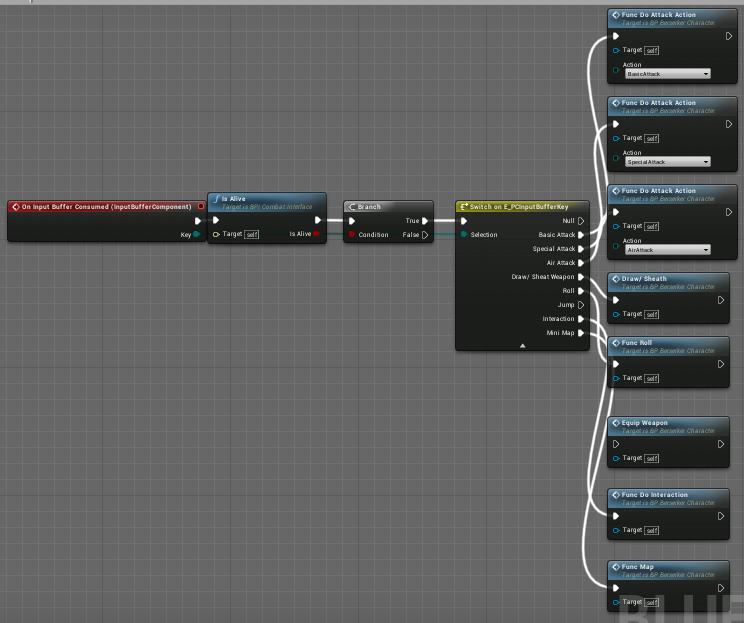 On Input Buffer Consumed (InputBufferComponent)
Key
Is Alive
Target is BPI Combat Interface
Target self
Is Alive
Branch
True
Condition
False
Switch on E_PCInputBufferKey
Null
Selection
Basic Attack
Special Attack
Air Attack
Draw/ Sheat Weapon
Roll
Jump
Interaction
Mini Map
Func Do Attack Action
Target is BP Berserker Character
Target self
Action
BasicAttack
Func Do Attack Action
Target is BP Berserker Character
Target self
Action
SpecialAttack
Func Do Attack Action
Target is BP Berserker Character
Target self
Action
AirAttack
Draw/ Sheath
Target is BP Berserker Character
Target self
Func Roll
Target is BP Berserker Character
Target self
Equip Weapon
Target is BP Berserker Character
Target self
Func Do Interaction
Target is BP Berserker Character
Target self
Func Map
Target is BP Berserker Character
Target self